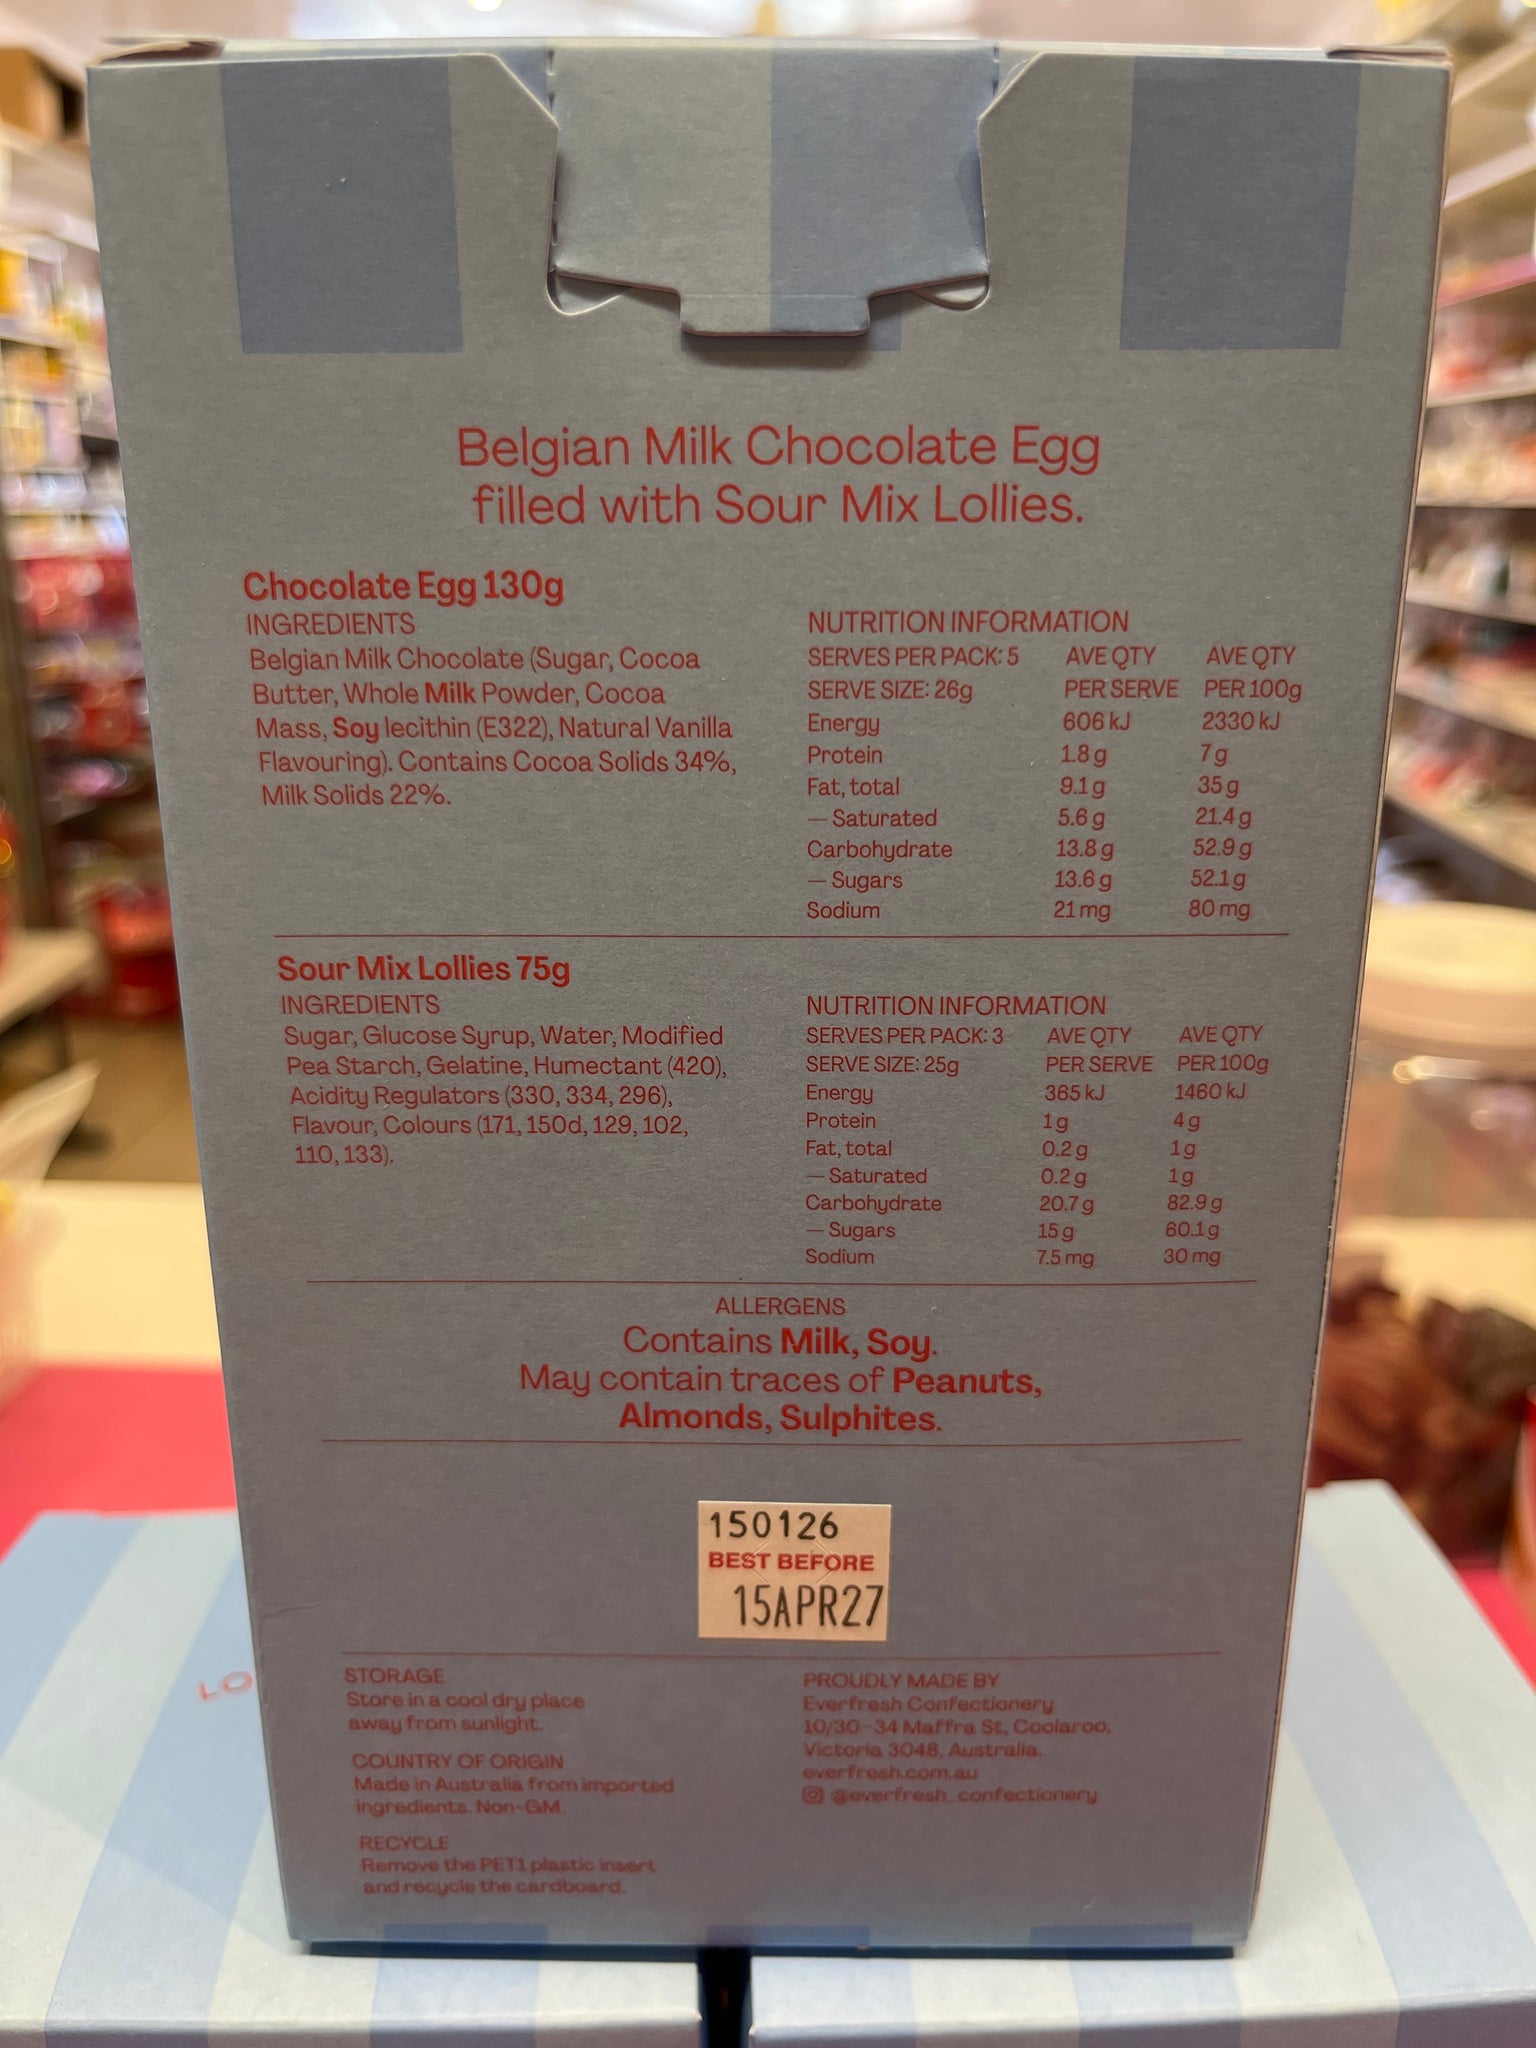 Belgian Milk Chocolate Egg
filled with Sour Mix Lollies.
Chocolate Egg 130g
INGREDIENTS
Belgian Milk Chocolate (Sugar, Cocoa
Butter, Whole Milk Powder, Cocoa
Mass, Soy lecithin (E322), Natural Vanilla
Flavouring). Contains Cocoa Solids 34%,
Milk Solids 22%.
NUTRITION INFORMATION
SERVES PER PACK: 5 AVE QTY AVE QTY
SERVE SIZE: 26g PER SERVE PER 100g
Energy 606 kJ 2330 kJ
Protein 1.8 g 7 g
Fat, total 9.1 g 35 g
— Saturated 5.6 g 21.4 g
Carbohydrate 13.8 g 52.9 g
— Sugars 13.6 g 52.1 g
Sodium 21 mg 80 mg
Sour Mix Lollies 75g
INGREDIENTS
Sugar, Glucose Syrup, Water, Modified
Pea Starch, Gelatine, Humectant (420),
Acidity Regulators (330, 334, 296),
Flavour, Colours (171, 150d, 129, 102,
110, 133).
NUTRITION INFORMATION
SERVES PER PACK: 3 AVE QTY AVE QTY
SERVE SIZE: 25g PER SERVE PER 100g
Energy 365 kJ 1460 kJ
Protein 1 g 4 g
Fat, total 0.2 g 1 g
— Saturated 0.2 g 1 g
Carbohydrate 20.7 g 82.9 g
— Sugars 15 g 60.1 g
Sodium 7.5 mg 30 mg
ALLERGENS
Contains Milk, Soy.
May contain traces of Peanuts,
Almonds, Sulphites.
150126
BEST BEFORE
15APR27
STORAGE
Store in a cool dry place
away from sunlight.
COUNTRY OF ORIGIN
Made in Australia from imported
ingredients. Non-GM.
RECYCLE
Remove the PET1 plastic insert
and recycle the cardboard.
PROUDLY MADE BY
Everfresh Confectionery
10/30-34 Maffra St, Coolaroo,
Victoria 3048, Australia.
everfresh.com.au
@everfresh_confectionery
LO